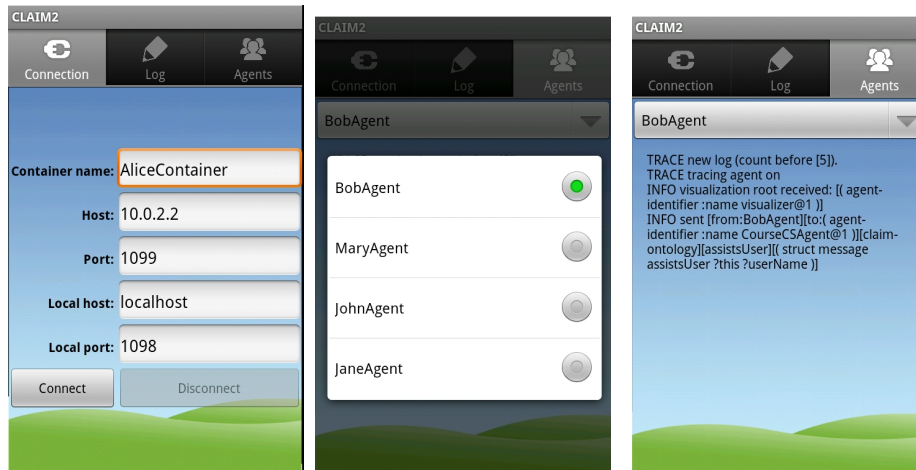 CLAIM2
Connection Log Agents
Container name: AliceContainer
Host: 10.0.2.2
Port: 1099
Local host: localhost
Local port: 1098
Connect Disconnect
CLAIM2
Connection Log Agents
BobAgent
BobAgent
MaryAgent
JohnAgent
JaneAgent
CLAIM2
Connection Log Agents
BobAgent
TRACE new log (count before [5]).
TRACE tracing agent on
INFO visualization root received: [( agent-
identifier :name visualizer@1 )]
INFO sent [from:BobAgent][to:( agent-
identifier :name CourseCSAgent@1 )][claim-
ontology][assistsUser][( struct message
assistsUser ?this ?userName )]